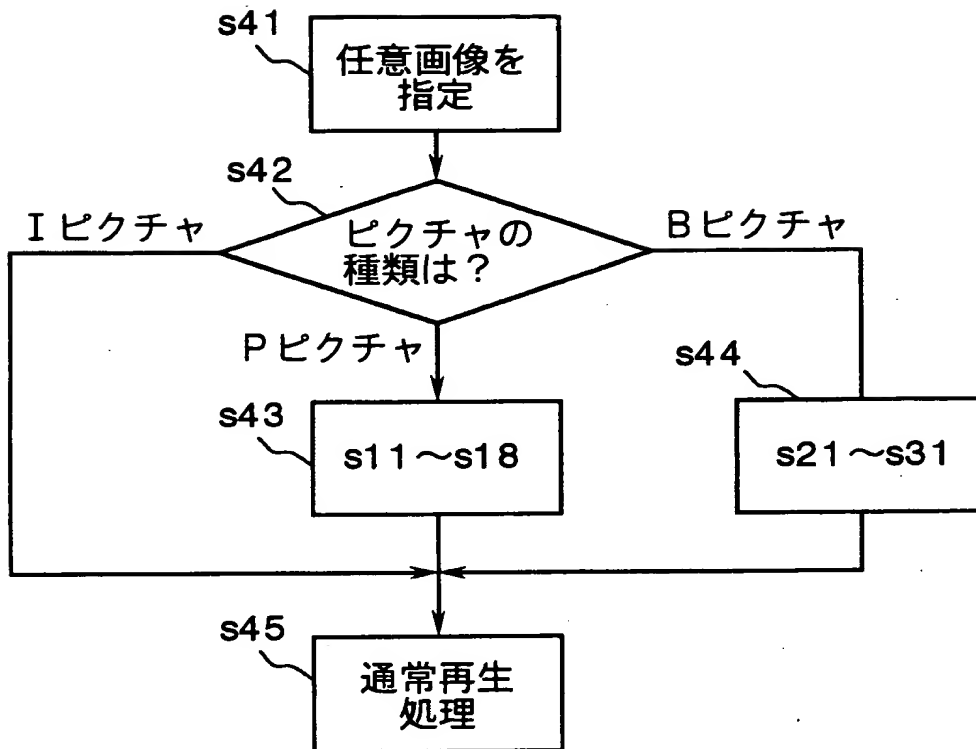 s41
任意画像を
指定
s42
Iピクチャ
ピクチャの
種類は？
Bピクチャ
Pピクチャ
s43
s11～s18
s44
s21～s31
s45
通常再生
処理